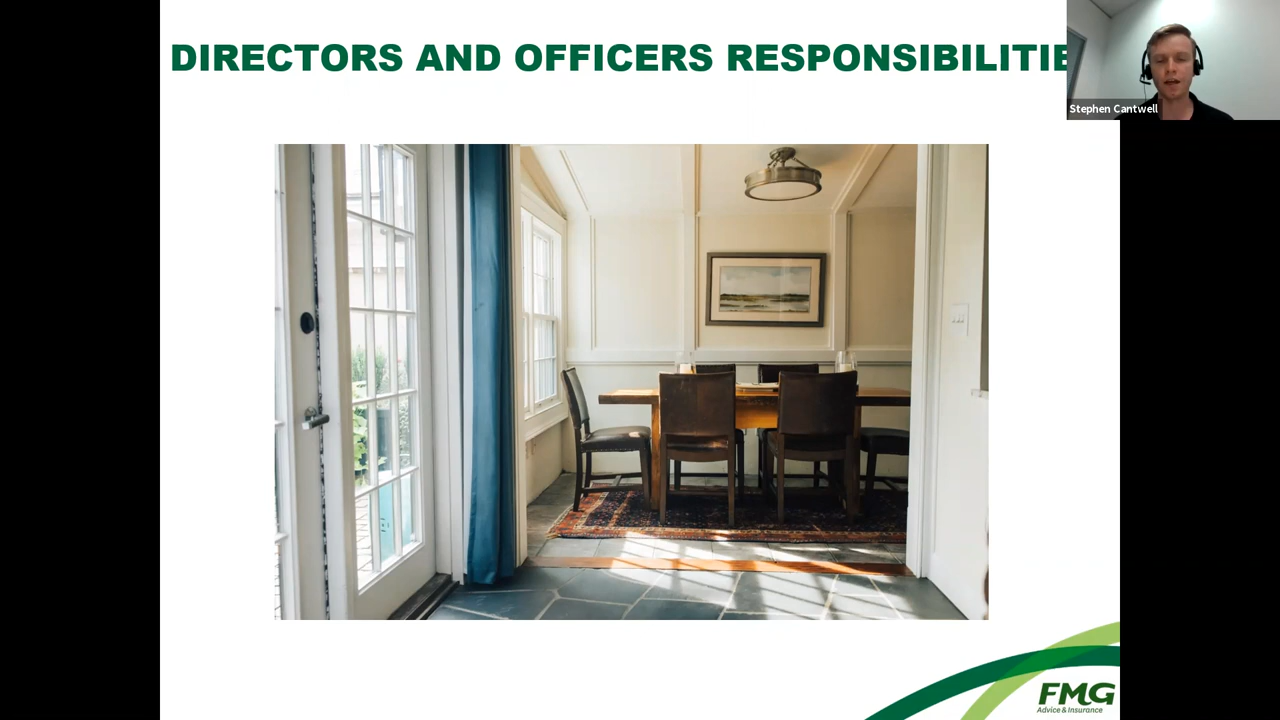 DIRECTORS AND OFFICERS RESPONSIBILITIE
Stephen Cantwell
FMG
Advice & Insurance